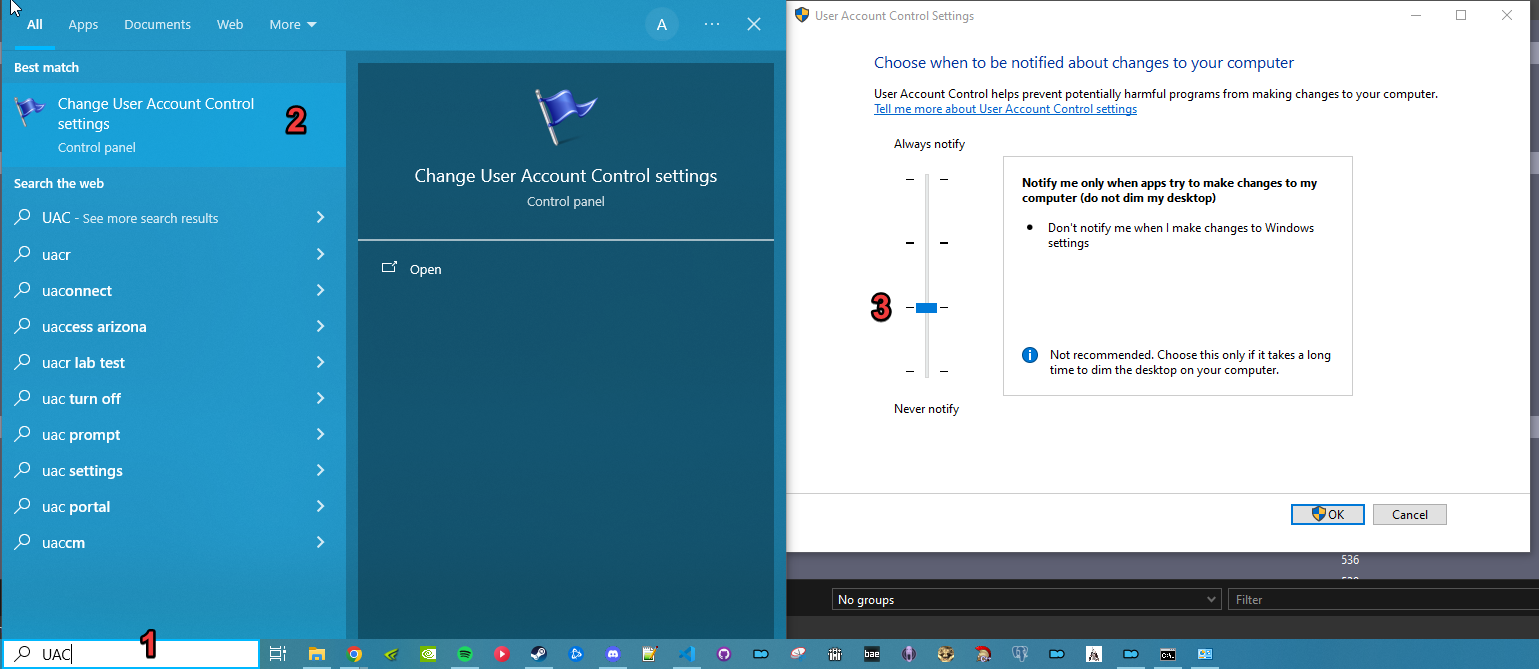 All Apps Documents Web More A
Best match
Change User Account Control
settings
Control panel
2
Search the web
UAC - See more search results
uacr
uaconnect
uaccess arizona
uacr lab test
uac turn off
uac prompt
uac settings
uac portal
uaccm
Change User Account Control settings
Control panel
Open
UAC
1
User Account Control Settings
Choose when to be notified about changes to your computer
User Account Control helps prevent potentially harmful programs from making changes to your computer.
Tell me more about User Account Control settings
Always notify
3
Never notify
Notify me only when apps try to make changes to my
computer (do not dim my desktop)
Don't notify me when I make changes to Windows
settings
Not recommended. Choose this only if it takes a long
time to dim the desktop on your computer.
OK Cancel
536
No groups Filter
bae